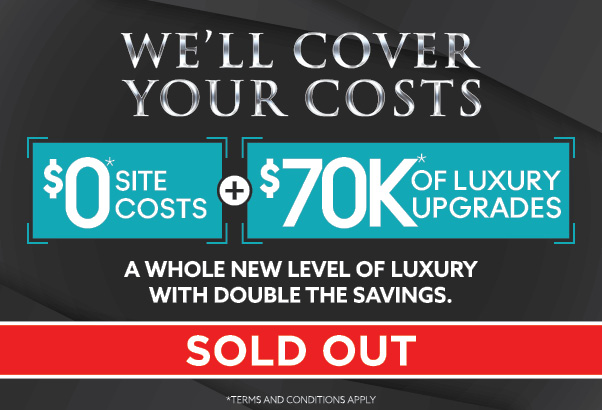 WE'LL COVER
YOUR COSTS
$0* SITE COSTS + $70K* OF LUXURY UPGRADES
A WHOLE NEW LEVEL OF LUXURY
WITH DOUBLE THE SAVINGS.
SOLD OUT
*TERMS AND CONDITIONS APPLY